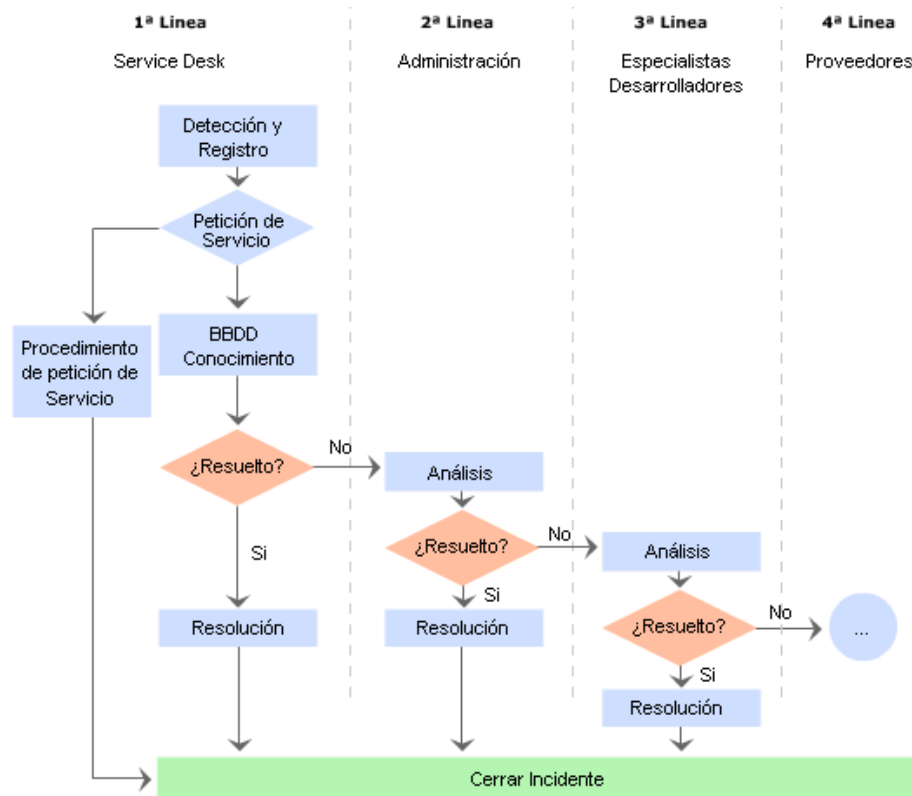 1ª Linea
2ª Linea
3ª Linea
4ª Linea
Service Desk
Administración
Especialistas
Desarrolladores
Proveedores
Detección y
Registro
Petición de
Servicio
Procedimiento
de petición de
Servicio
BBDD
Conocimiento
¿Resuelto?
No
Si
Resolución
Análisis
¿Resuelto?
No
Si
Resolución
Análisis
¿Resuelto?
No
...
Si
Resolución
Cerrar Incidente